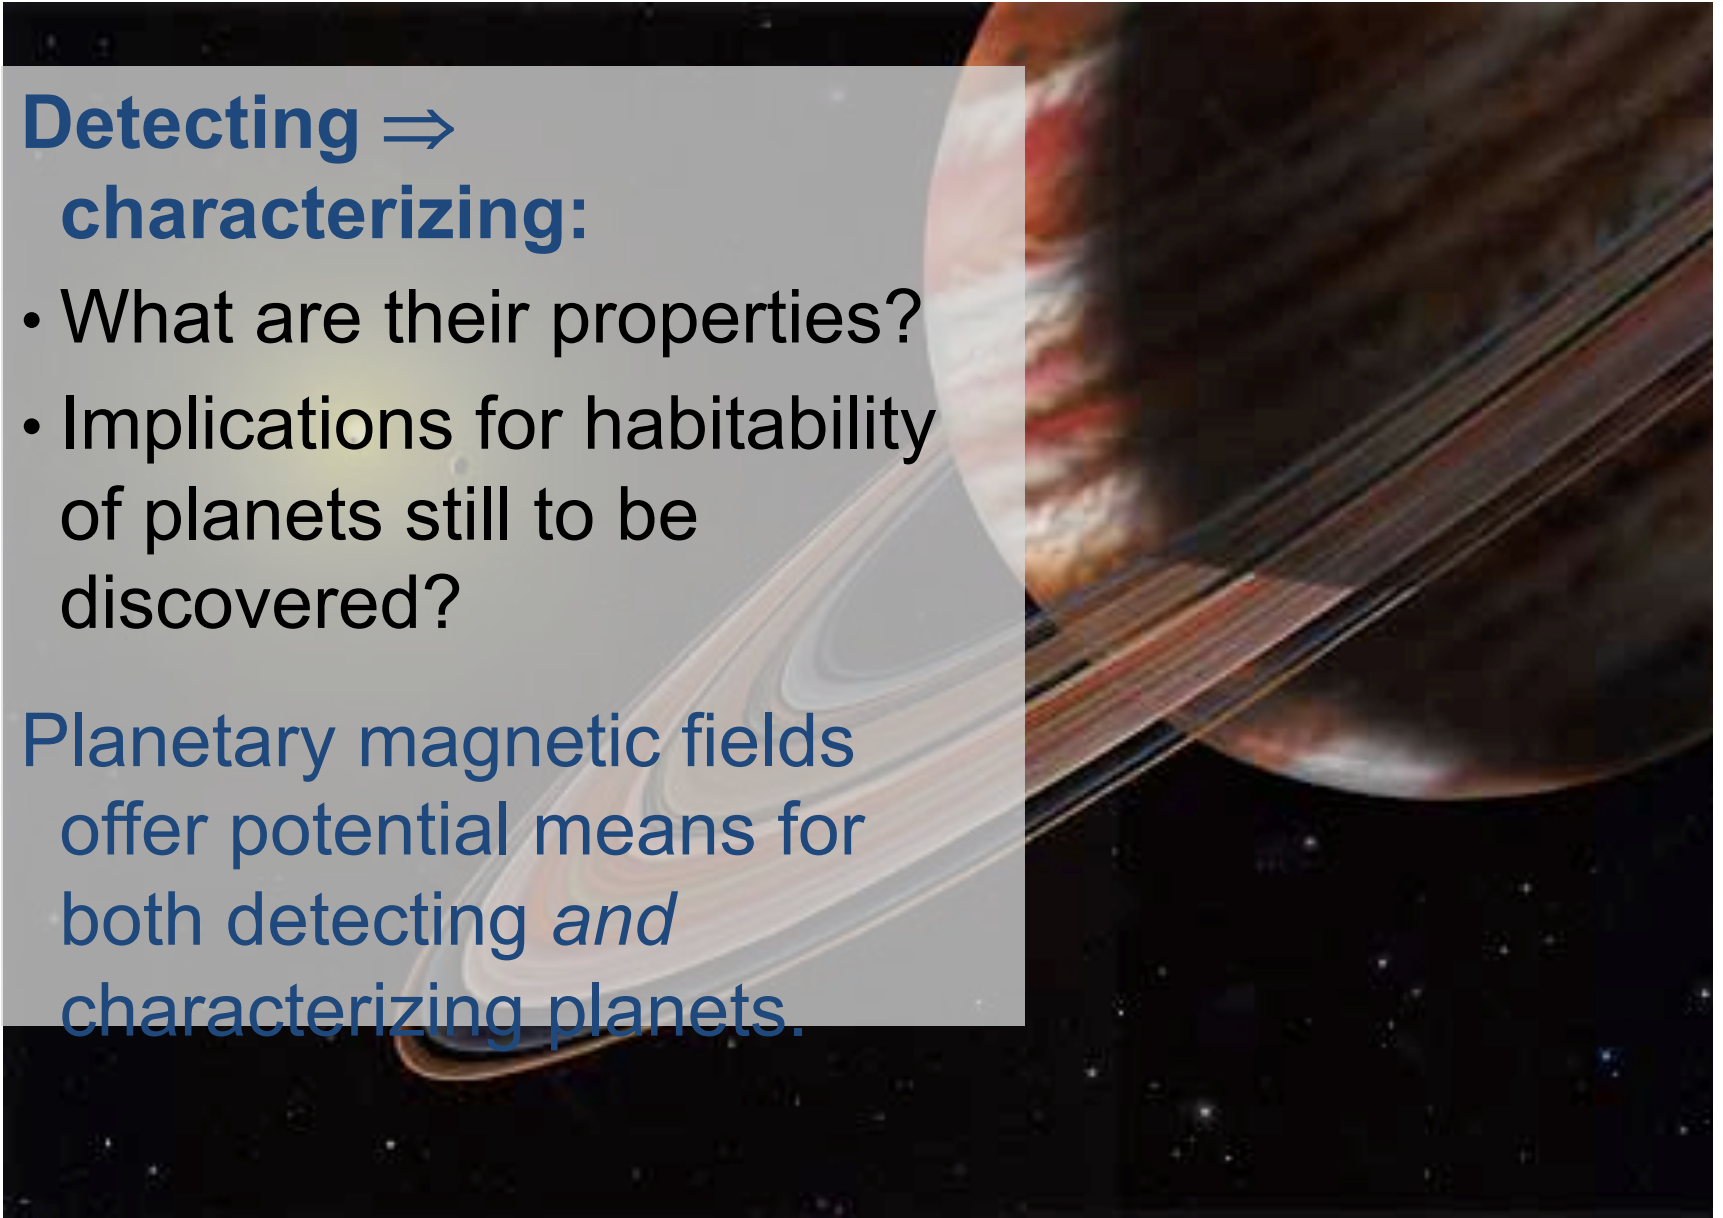 Detecting ⇒
characterizing:
• What are their properties?
• Implications for habitability
of planets still to be
discovered?
Planetary magnetic fields
offer potential means for
both detecting and
characterizing planets.